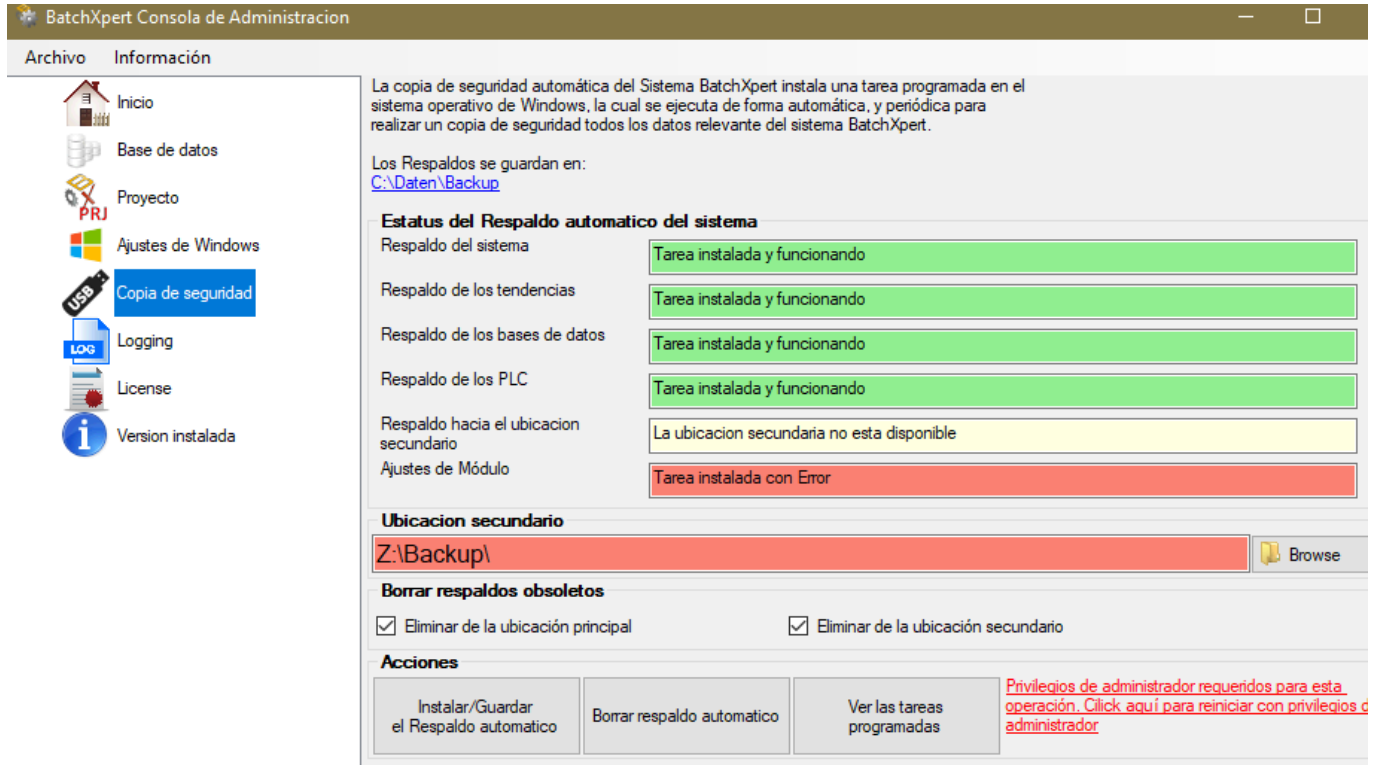 BatchXpert Consola de Administracion
Archivo Información
Inicio
Base de datos
PRJ
Proyecto
Ajustes de Windows
USB
Copia de seguridad
LOG
Logging
License
Version instalada
La copia de seguridad automática del Sistema BatchXpert instala una tarea programada en el
sistema operativo de Windows, la cual se ejecuta de forma automática, y periódica para
realizar un copia de seguridad todos los datos relevante del sistema BatchXpert.
Los Respaldos se guardan en:
C:\Daten\Backup
Estatus del Respaldo automatico del sistema
Respaldo del sistema
Tarea instalada y funcionando
Respaldo de los tendencias
Tarea instalada y funcionando
Respaldo de los bases de datos
Tarea instalada y funcionando
Respaldo de los PLC
Tarea instalada y funcionando
Respaldo hacia el ubicacion
secundario
La ubicacion secundaria no esta disponible
Ajustes de Módulo
Tarea instalada con Error
Ubicacion secundario
Z:\Backup\
Browse
Borrar respaldos obsoletos
Eliminar de la ubicación principal
Eliminar de la ubicación secundario
Acciones
Instalar/Guardar
el Respaldo automatico
Borrar respaldo automatico
Ver las tareas
programadas
Privilegios de administrador requeridos para esta
operación. Cilick aquí para reiniciar con privilegios d
administrador